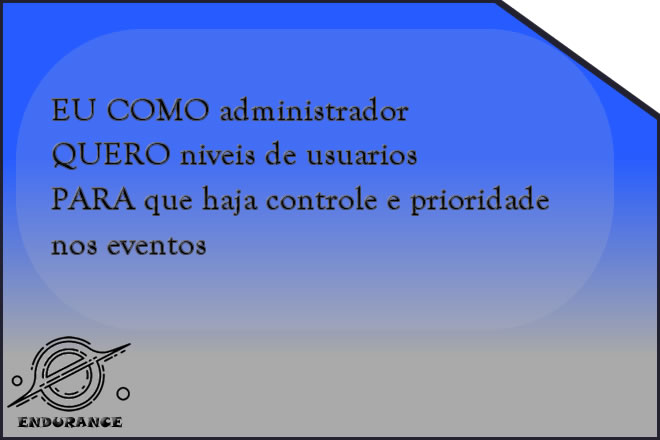 EU COMO administrador
QUERO niveis de usuarios
PARA que haja controle e prioridade
nos eventos
ENDURANCE